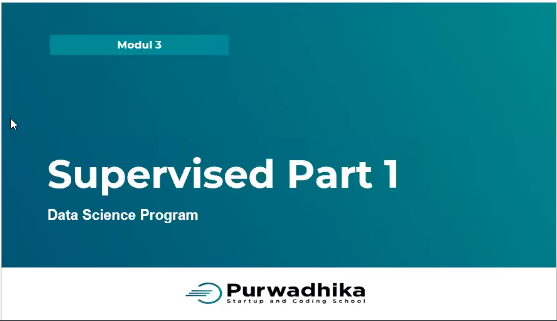 Modul 3
Supervised Part 1
Data Science Program
Purwadhika
Startup and Coding School